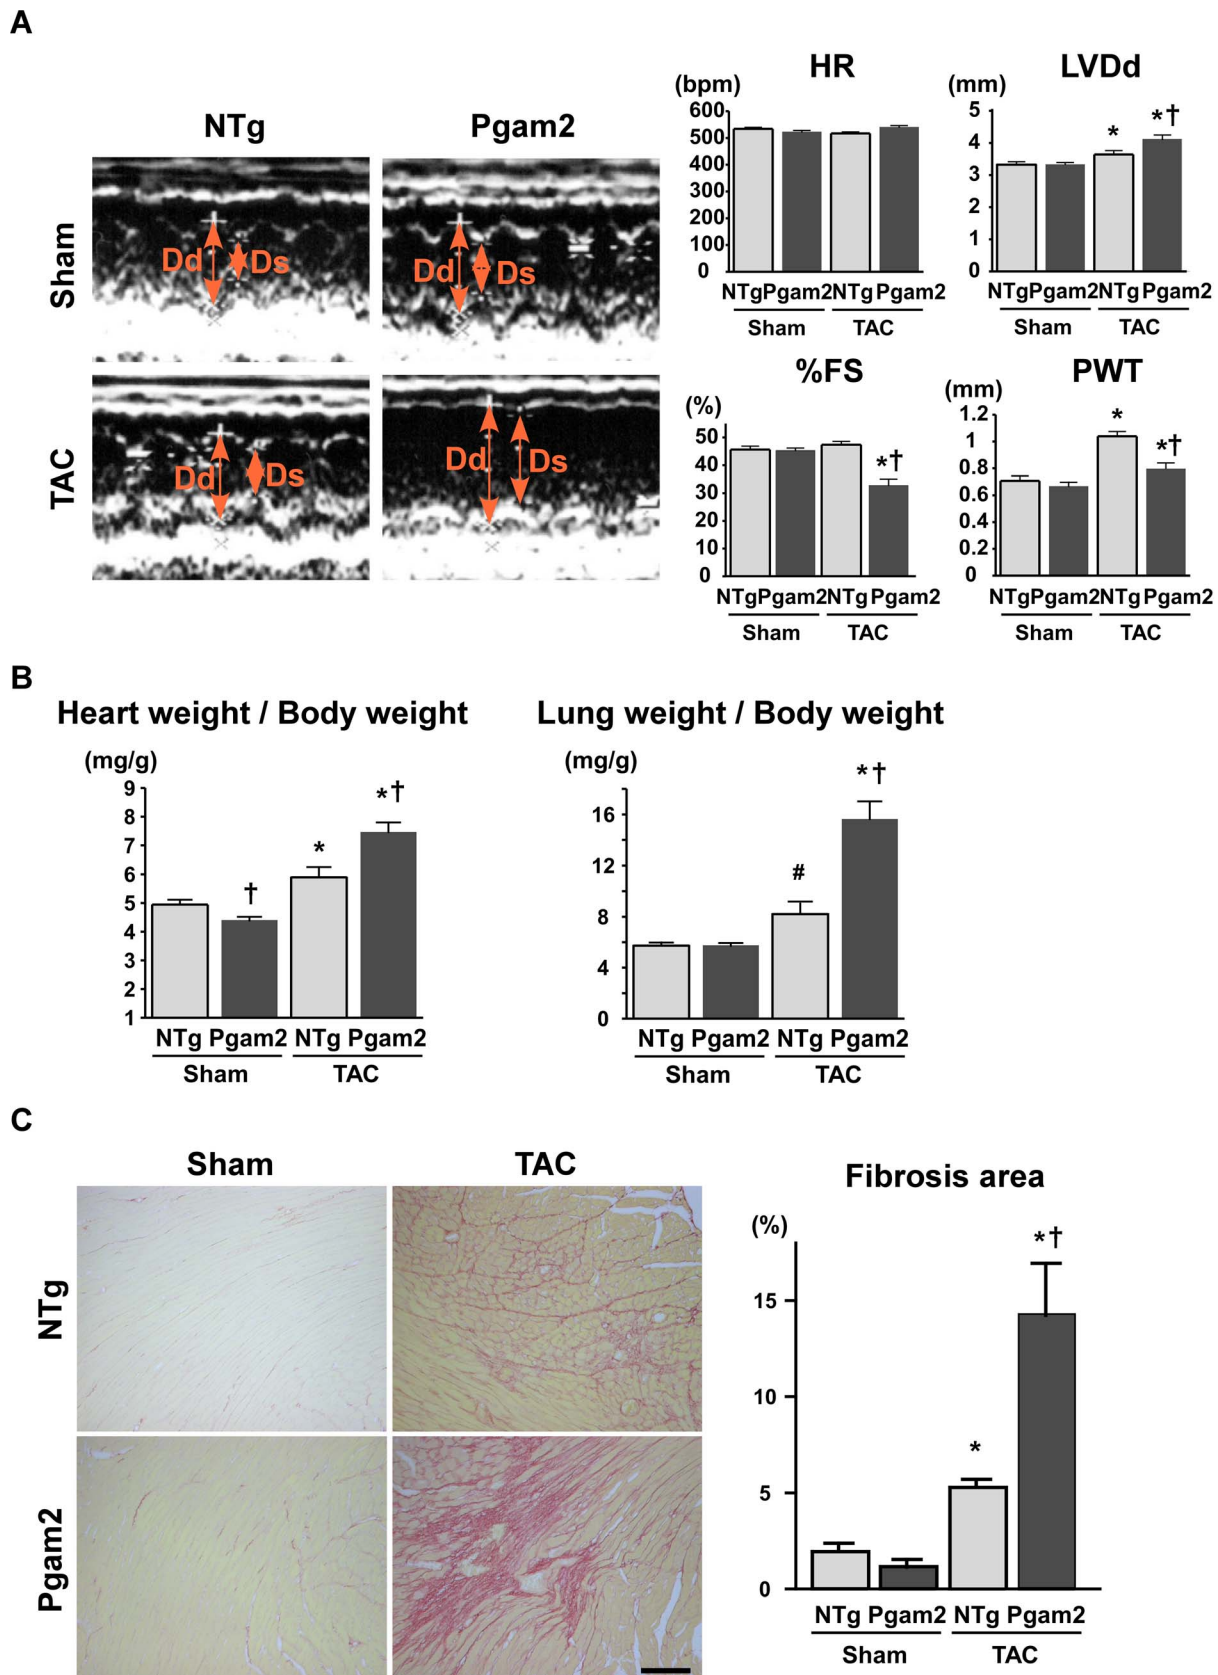 A
NTg Pgam2
Sham
Dd Ds Dd Ds
TAC
Dd Ds Dd Ds
HR
(bpm)
600
500
400
300
200
100
0
NTg Pgam2 NTg Pgam2
Sham TAC
LVDd
(mm)
5
4
3
2
1
0
* *†
NTg Pgam2 NTg Pgam2
Sham TAC
%FS
(%)
50
40
30
20
10
0
*†
NTg Pgam2 NTg Pgam2
Sham TAC
PWT
(mm)
1.2
1
0.8
0.6
0.4
0.2
0
* *†
NTg Pgam2 NTg Pgam2
Sham TAC
B
Heart weight / Body weight
(mg/g)
9
8
7
6
5
4
3
2
1
† * *†
NTg Pgam2 NTg Pgam2
Sham TAC
Lung weight / Body weight
(mg/g)
16
12
8
4
0
# *†
NTg Pgam2 NTg Pgam2
Sham TAC
C
Sham TAC
NTg
Pgam2
Fibrosis area
(%)
15
10
5
0
* *†
NTg Pgam2 NTg Pgam2
Sham TAC